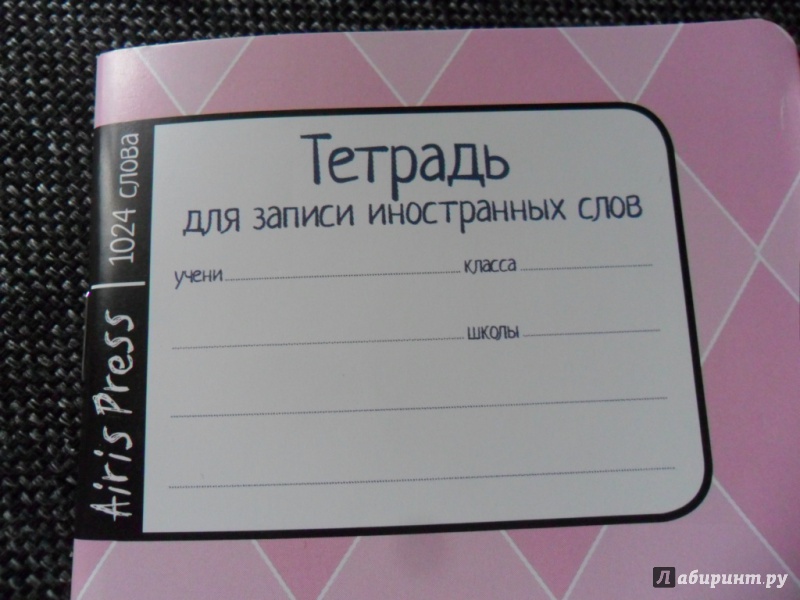 Тетрадь
для записи иностранных слов
учени класса
школы
Airis Press | 1024 слова
Лабиринт.ру